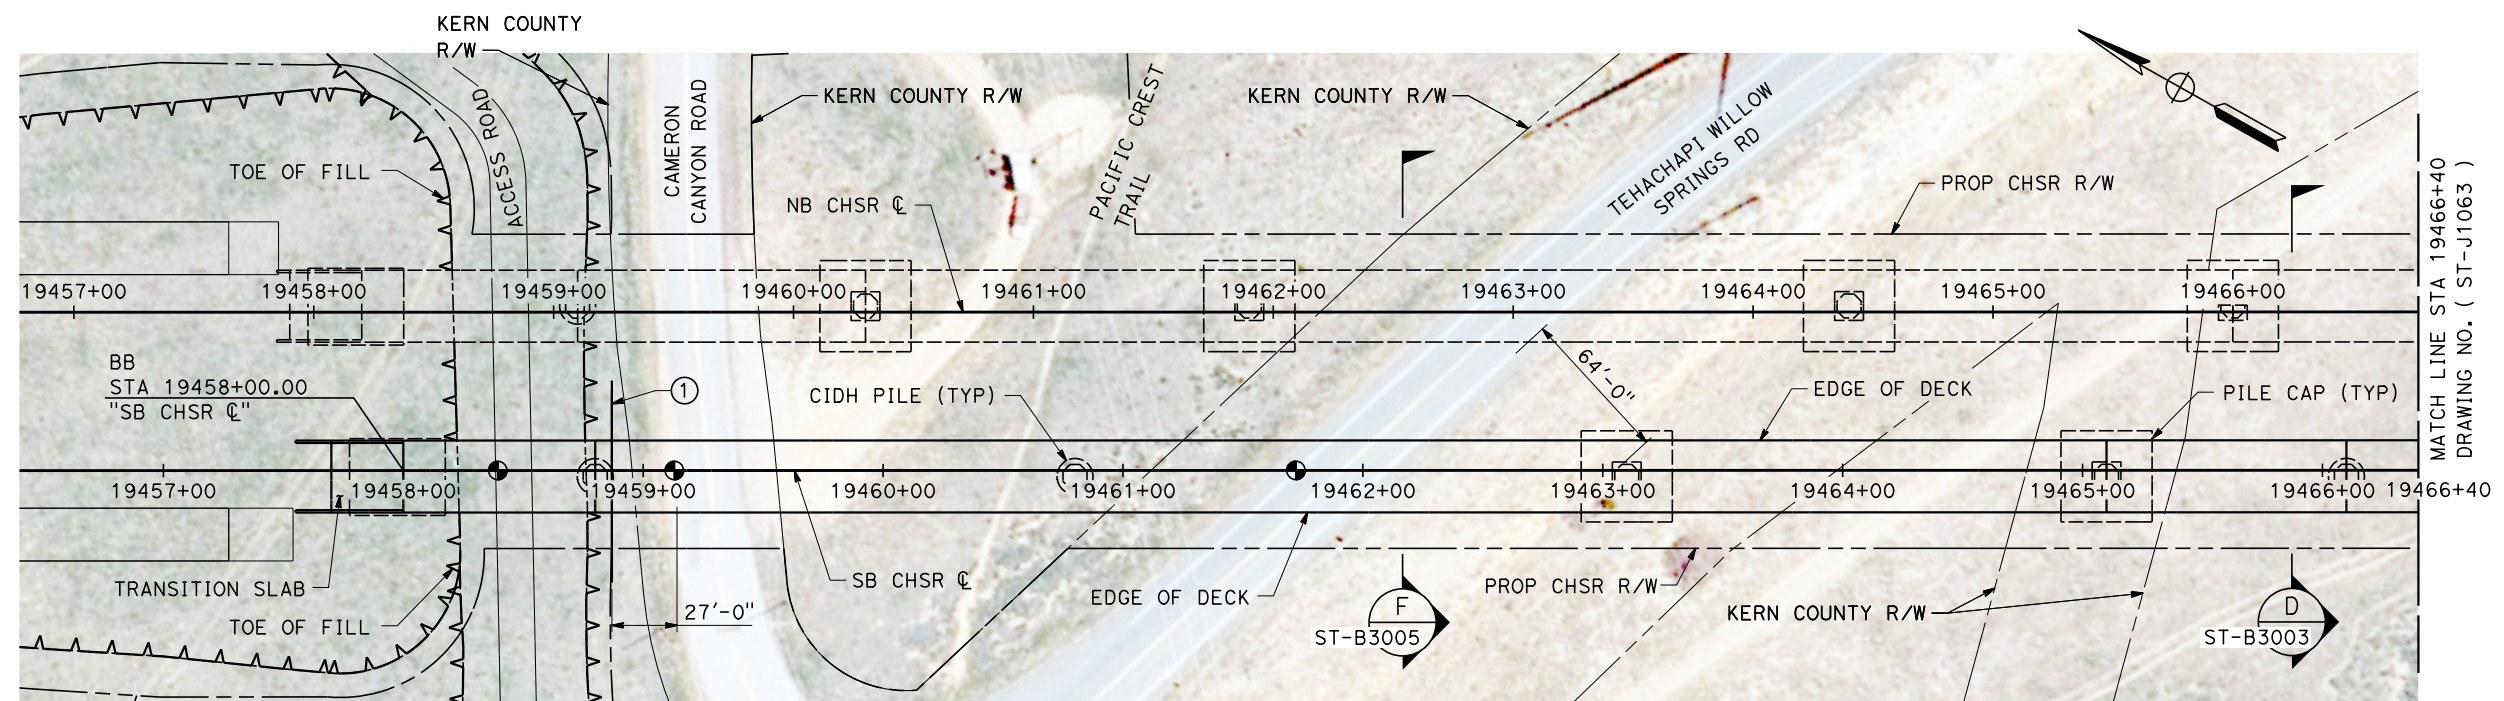 KERN COUNTY
R/W
KERN COUNTY R/W
KERN COUNTY R/W
TOE OF FILL
ACCESS ROAD
CAMERON
CANYON ROAD
PACIFIC CREST
TRAIL
TEHACHAPI WILLOW
SPRINGS RD
PROP CHSR R/W
NB CHSR ℄
19457+00
19458+00
19459+00
19460+00
19461+00
19462+00
19463+00
19464+00
19465+00
19466+00
BB
STA 19458+00.00
"SB CHSR ℄"
1
CIDH PILE (TYP)
64'-0"
EDGE OF DECK
PILE CAP (TYP)
19457+00
19458+00
19459+00
19460+00
19461+00
19462+00
19463+00
19464+00
19465+00
19466+00
19466+40
TRANSITION SLAB
TOE OF FILL
27'-0"
SB CHSR ℄
EDGE OF DECK
F
ST-B3005
PROP CHSR R/W
KERN COUNTY R/W
D
ST-B3003
MATCH LINE STA 19466+40
DRAWING NO. ( ST-J1063 )